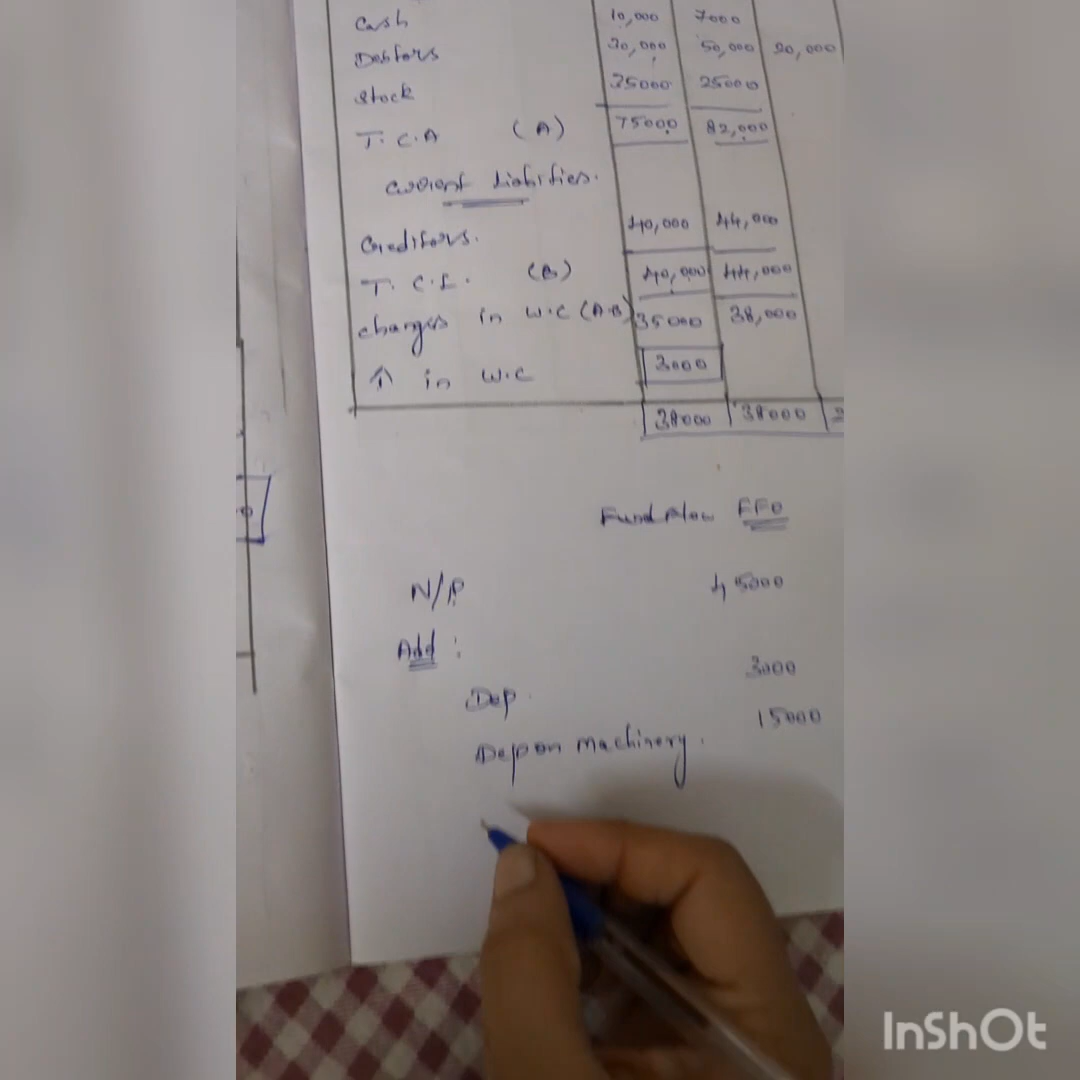 Cash 10,000 7000
Debtors 30,000 50,000 20,000
Stock 35000 25000
T.C.A (A) 75000 82,000
Current Liabilities.
Creditors. 40,000 44,000
T. C.L. (B) 40,000 44,000
changes in W.C (A-B) 35000 38,000
↑ in W.C 3000
38000 38000 2
Fund Flow FFO
N/P 45000
Add :
Dep. 3000
Dep on Machinery. 15000
InShOt